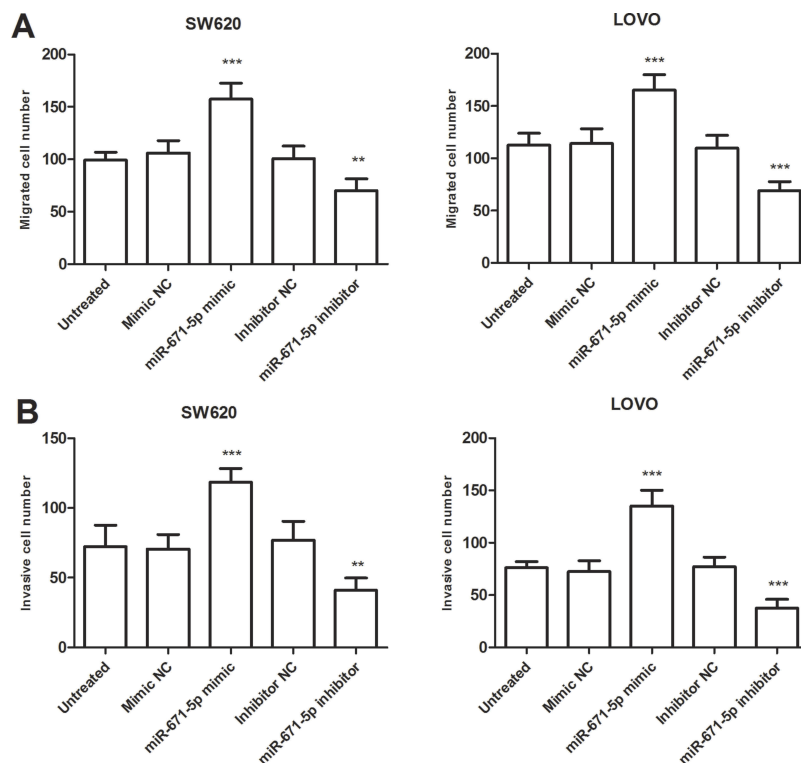 A
SW620
Migrated cell number
200
150
100
50
0
***
**
Untreated
Mimic NC
miR-671-5p mimic
Inhibitor NC
miR-671-5p inhibitor
LOVO
Migrated cell number
200
150
100
50
0
***
***
Untreated
Mimic NC
miR-671-5p mimic
Inhibitor NC
miR-671-5p inhibitor
B
SW620
Invasive cell number
150
100
50
0
***
**
Untreated
Mimic NC
miR-671-5p mimic
Inhibitor NC
miR-671-5p inhibitor
LOVO
Invasive cell number
200
150
100
50
0
***
***
Untreated
Mimic NC
miR-671-5p mimic
Inhibitor NC
miR-671-5p inhibitor